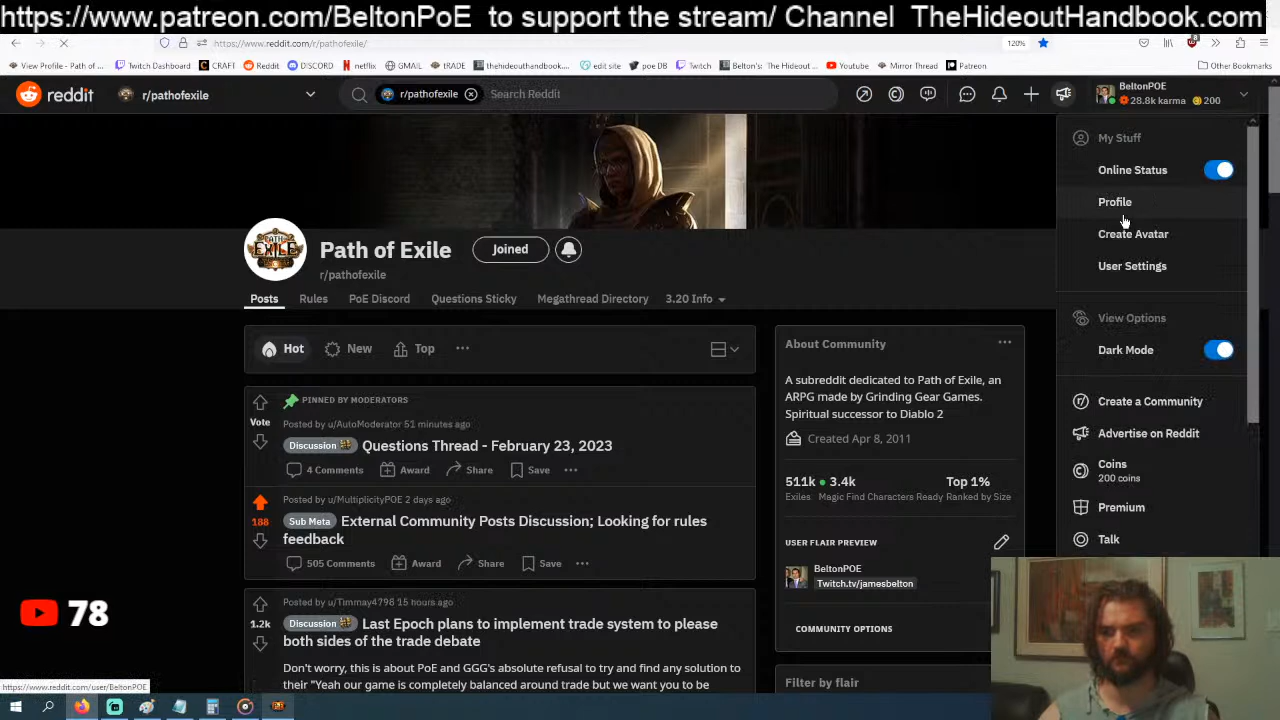 https://www.patreon.com/BeltonPoE to support the stream/ Channel TheHideoutHandbook.com
https://www.reddit.com/r/pathofexile/
120%
View Profile - Path of ...
Twitch Dashboard
CRAFT
Reddit
DISCORD
netflix
GMAIL
tRADE
thehideouthandbook....
edit site
poe DB
Twitch
Belton's: The Hideout ...
Youtube
Mirror Thread
Patreon
Other Bookmarks
reddit
r/pathofexile
r/pathofexile
Search Reddit
BeltonPOE
28.8k karma
200
My Stuff
Online Status
Profile
Create Avatar
User Settings
View Options
Dark Mode
Create a Community
Advertise on Reddit
Coins
200 coins
Premium
Talk
PATH OF EXILE
Path of Exile
Joined
r/pathofexile
Posts
Rules
PoE Discord
Questions Sticky
Megathread Directory
3.20 Info
Hot
New
Top
PINNED BY MODERATORS
Vote
Posted by u/AutoModerator 51 minutes ago
Discussion
Questions Thread - February 23, 2023
4 Comments
Award
Share
Save
Posted by u/MultiplicityPOE 2 days ago
188
Sub Meta
External Community Posts Discussion; Looking for rules
feedback
505 Comments
Award
Share
Save
Posted by u/Timmay4798 15 hours ago
1.2k
Discussion
Last Epoch plans to implement trade system to please
both sides of the trade debate
Don't worry, this is about PoE and GGG's absolute refusal to try and find any solution to
their "Yeah our game is completely balanced around trade but we want you to be
About Community
A subreddit dedicated to Path of Exile, an
ARPG made by Grinding Gear Games.
Spiritual successor to Diablo 2
Created Apr 8, 2011
511k
3.4k
Top 1%
Exiles
Magic Find Characters Ready
Ranked by Size
USER FLAIR PREVIEW
BeltonPOE
Twitch.tv/jamesbelton
COMMUNITY OPTIONS
Filter by flair
78
https://www.reddit.com/user/BeltonPOE